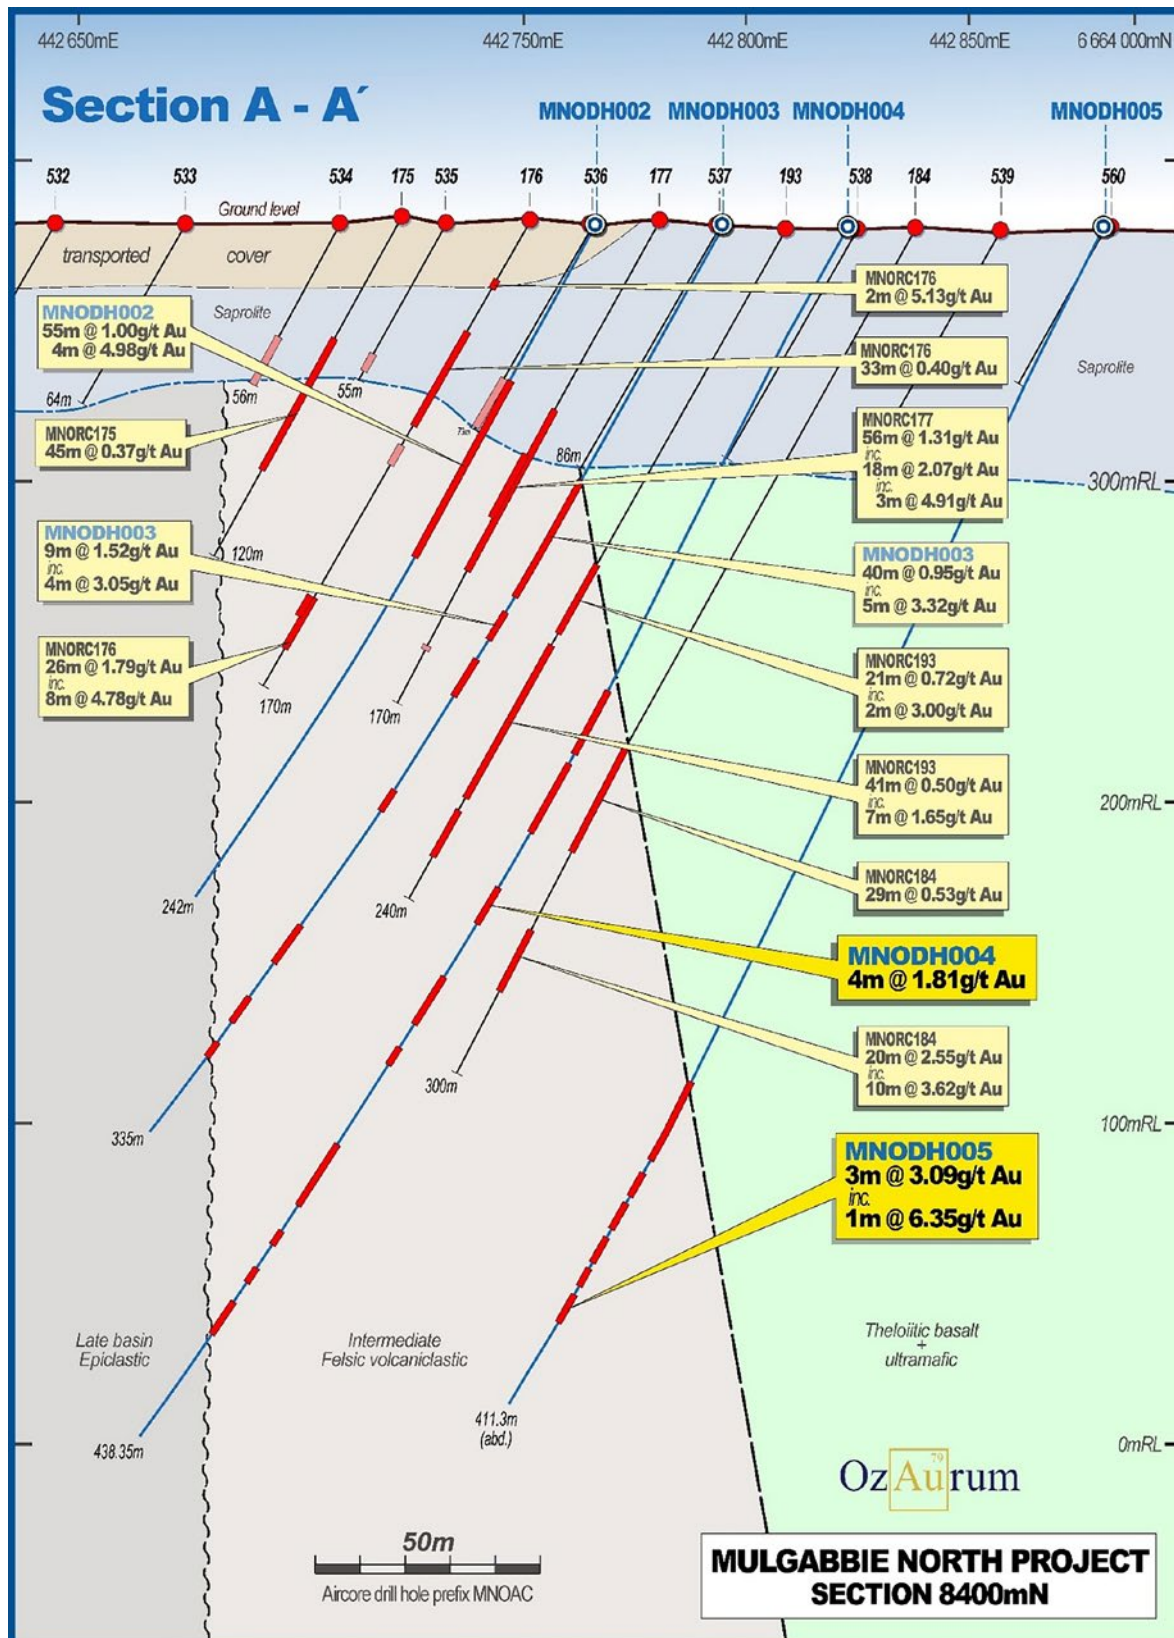 442 650mE
442 750mE
442 800mE
442 850mE
6 664 000mN
Section A - A´
MNODH002
MNODH003
MNODH004
MNODH005
532
533
534
175
535
176
536
177
537
193
538
184
539
560
Ground level
transported cover
Saprolite
Saprolite
MNODH002
55m @ 1.00g/t Au
4m @ 4.98g/t Au
MNORC176
2m @ 5.13g/t Au
MNORC176
33m @ 0.40g/t Au
64m
56m
55m
86m
MNORC175
45m @ 0.37g/t Au
MNORC177
56m @ 1.31g/t Au
inc.
18m @ 2.07g/t Au
inc.
3m @ 4.91g/t Au
300mRL
MNODH003
9m @ 1.52g/t Au
inc.
4m @ 3.05g/t Au
120m
MNODH003
40m @ 0.95g/t Au
inc.
5m @ 3.32g/t Au
MNORC176
26m @ 1.79g/t Au
inc.
8m @ 4.78g/t Au
170m
170m
MNORC193
21m @ 0.72g/t Au
inc.
2m @ 3.00g/t Au
MNORC193
41m @ 0.50g/t Au
inc.
7m @ 1.65g/t Au
200mRL
MNORC184
29m @ 0.53g/t Au
242m
240m
MNODH004
4m @ 1.81g/t Au
MNORC184
20m @ 2.55g/t Au
inc.
10m @ 3.62g/t Au
300m
335m
100mRL
MNODH005
3m @ 3.09g/t Au
inc.
1m @ 6.35g/t Au
Late basin
Epiclastic
Intermediate
Felsic volcaniclastic
Theloiitic basalt
+
ultramafic
411.3m
(abd.)
438.35m
0mRL
79
OzAurum
50m
Aircore drill hole prefix MNOAC
MULGABBIE NORTH PROJECT
SECTION 8400mN